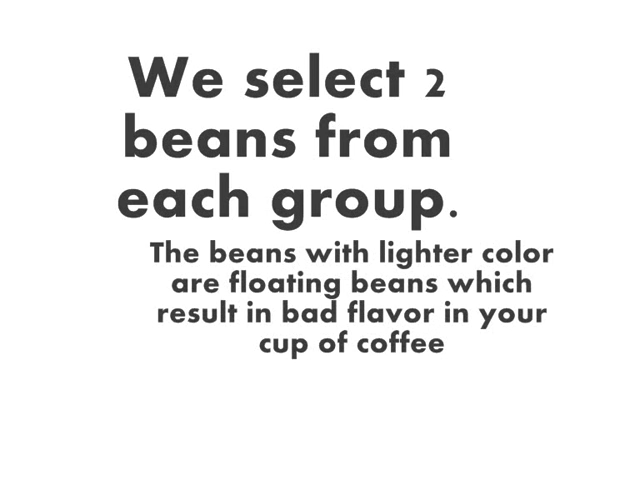 We select 2
beans from
each group.
The beans with lighter color
are floating beans which
result in bad flavor in your
cup of coffee